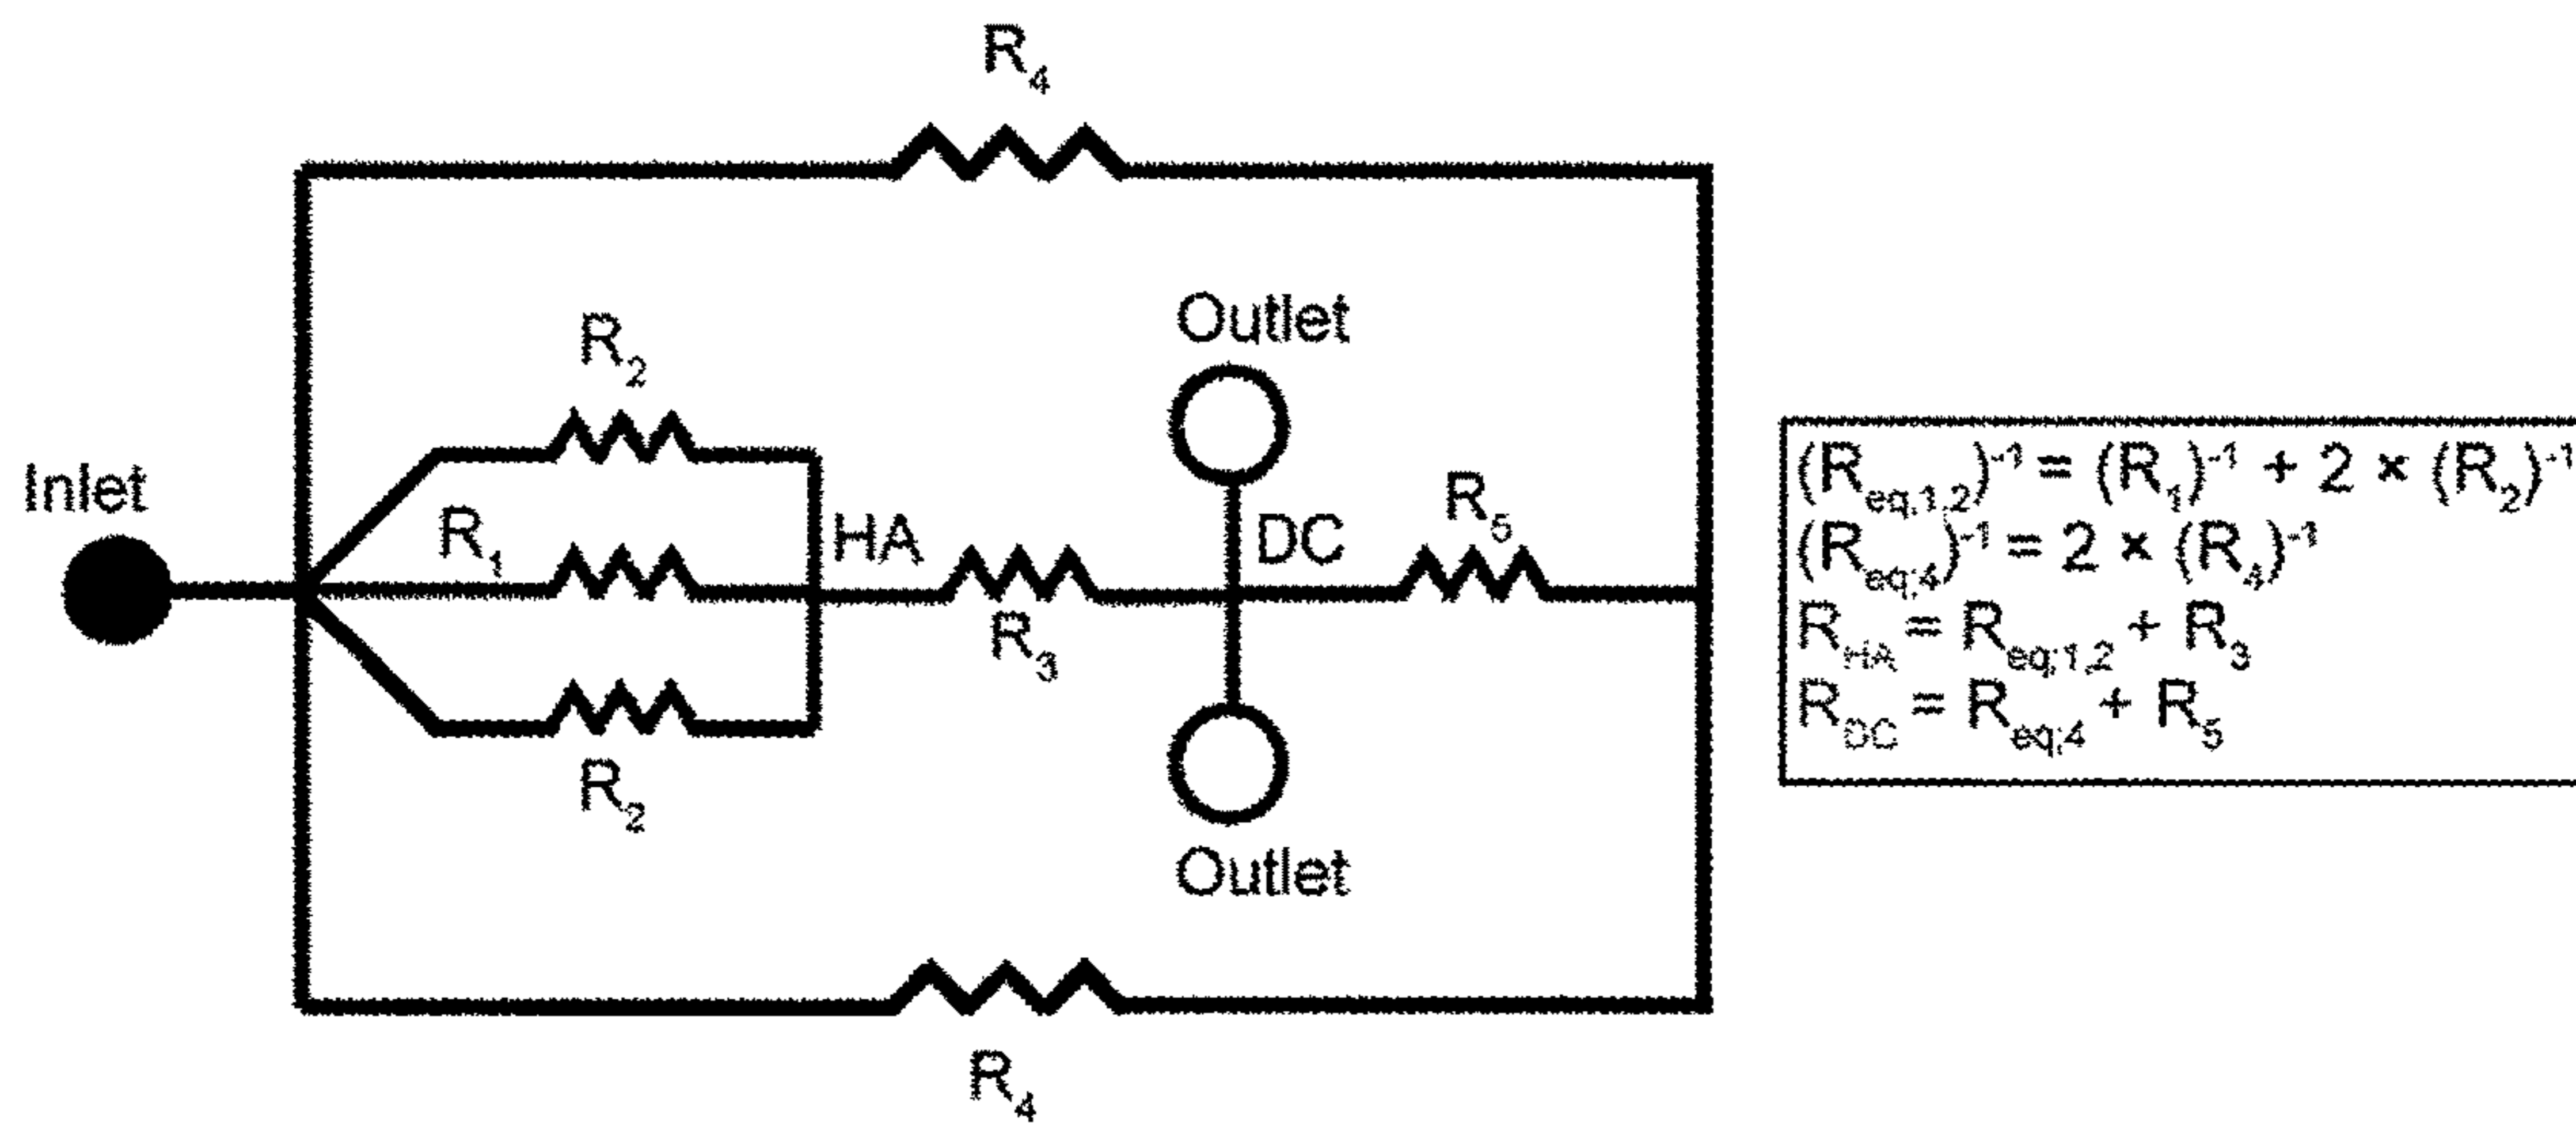 R4
R2
Outlet
Inlet
R1
HA
DC
R5
R3
R2
Outlet
R4
(Req;1,2)-1 = (R1)-1 + 2 × (R2)-1
(Req;4)-1 = 2 × (R4)-1
RHA = Req;1,2 + R3
RDC = Req;4 + R5